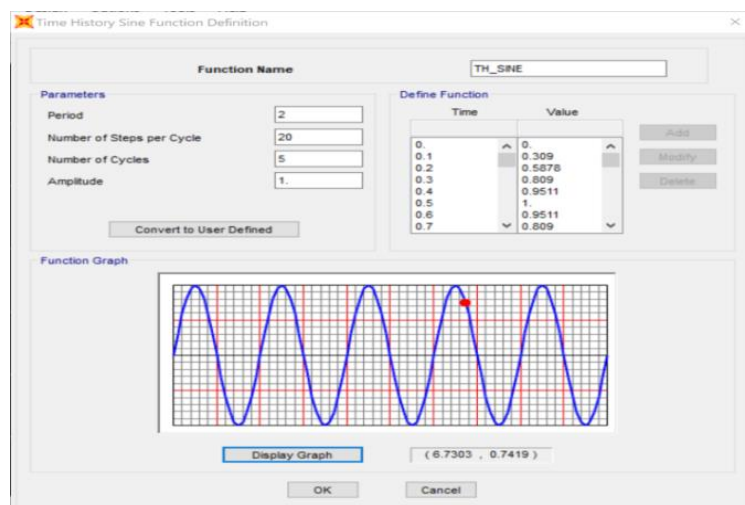 Time History Sine Function Definition
Function Name TH_SINE
Parameters
Period 2
Number of Steps per Cycle 20
Number of Cycles 5
Amplitude 1.
Convert to User Defined
Define Function
Time Value
0. 0.
0.1 0.309
0.2 0.5878
0.3 0.809
0.4 0.9511
0.5 1.
0.6 0.9511
0.7 0.809
Add
Modify
Delete
Function Graph
Display Graph (6.7303 , 0.7419 )
OK Cancel